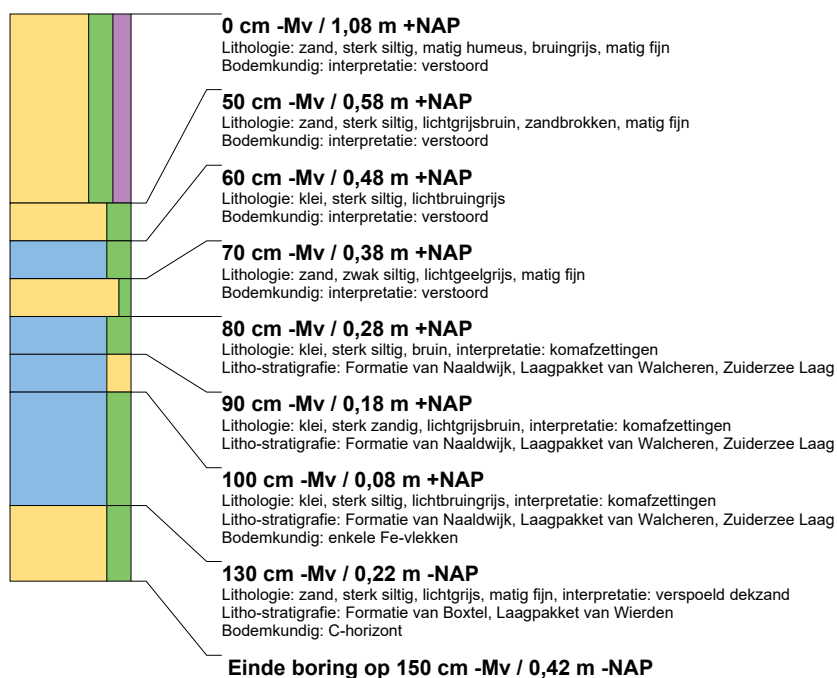 0 cm -Mv / 1,08 m +NAP
Lithologie: zand, sterk siltig, matig humeus, bruingrijs, matig fijn
Bodemkundig: interpretatie: verstoord
50 cm -Mv / 0,58 m +NAP
Lithologie: zand, sterk siltig, lichtgrijsbruin, zandbrokken, matig fijn
Bodemkundig: interpretatie: verstoord
60 cm -Mv / 0,48 m +NAP
Lithologie: klei, sterk siltig, lichtbruingrijs
Bodemkundig: interpretatie: verstoord
70 cm -Mv / 0,38 m +NAP
Lithologie: zand, zwak siltig, lichtgeelgrijs, matig fijn
Bodemkundig: interpretatie: verstoord
80 cm -Mv / 0,28 m +NAP
Lithologie: klei, sterk siltig, bruin, interpretatie: komafzettingen
Litho-stratigrafie: Formatie van Naaldwijk, Laagpakket van Walcheren, Zuiderzee Laag
90 cm -Mv / 0,18 m +NAP
Lithologie: klei, sterk zandig, lichtgrijsbruin, interpretatie: komafzettingen
Litho-stratigrafie: Formatie van Naaldwijk, Laagpakket van Walcheren, Zuiderzee Laag
100 cm -Mv / 0,08 m +NAP
Lithologie: klei, sterk siltig, lichtbruingrijs, interpretatie: komafzettingen
Litho-stratigrafie: Formatie van Naaldwijk, Laagpakket van Walcheren, Zuiderzee Laag
Bodemkundig: enkele Fe-vlekken
130 cm -Mv / 0,22 m -NAP
Lithologie: zand, sterk siltig, lichtgrijs, matig fijn, interpretatie: verspoeld dekzand
Litho-stratigrafie: Formatie van Boxtel, Laagpakket van Wierden
Bodemkundig: C-horizont
Einde boring op 150 cm -Mv / 0,42 m -NAP